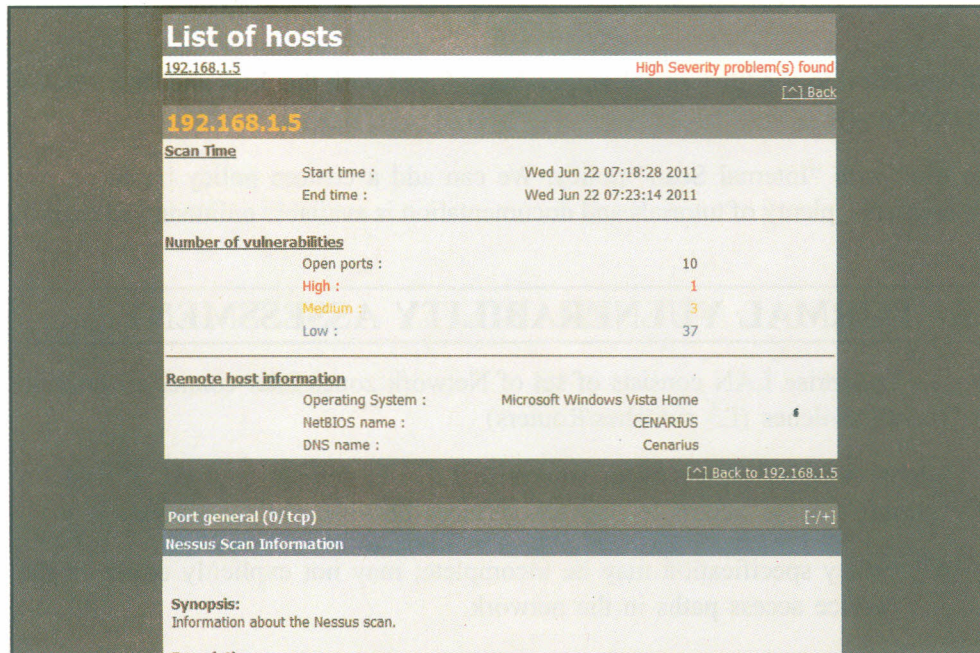 List of hosts
192.168.1.5 High Severity problem(s) found
[^] Back
192.168.1.5
Scan Time
Start time : Wed Jun 22 07:18:28 2011
End time : Wed Jun 22 07:23:14 2011
Number of vulnerabilities
Open ports : 10
High : 1
Medium : 3
Low : 37
Remote host information
Operating System : Microsoft Windows Vista Home
NetBIOS name : CENARIUS
DNS name : Cenarius
[^] Back to 192.168.1.5
Port general (0/tcp) [-/+]
Nessus Scan Information
Synopsis:
Information about the Nessus scan.